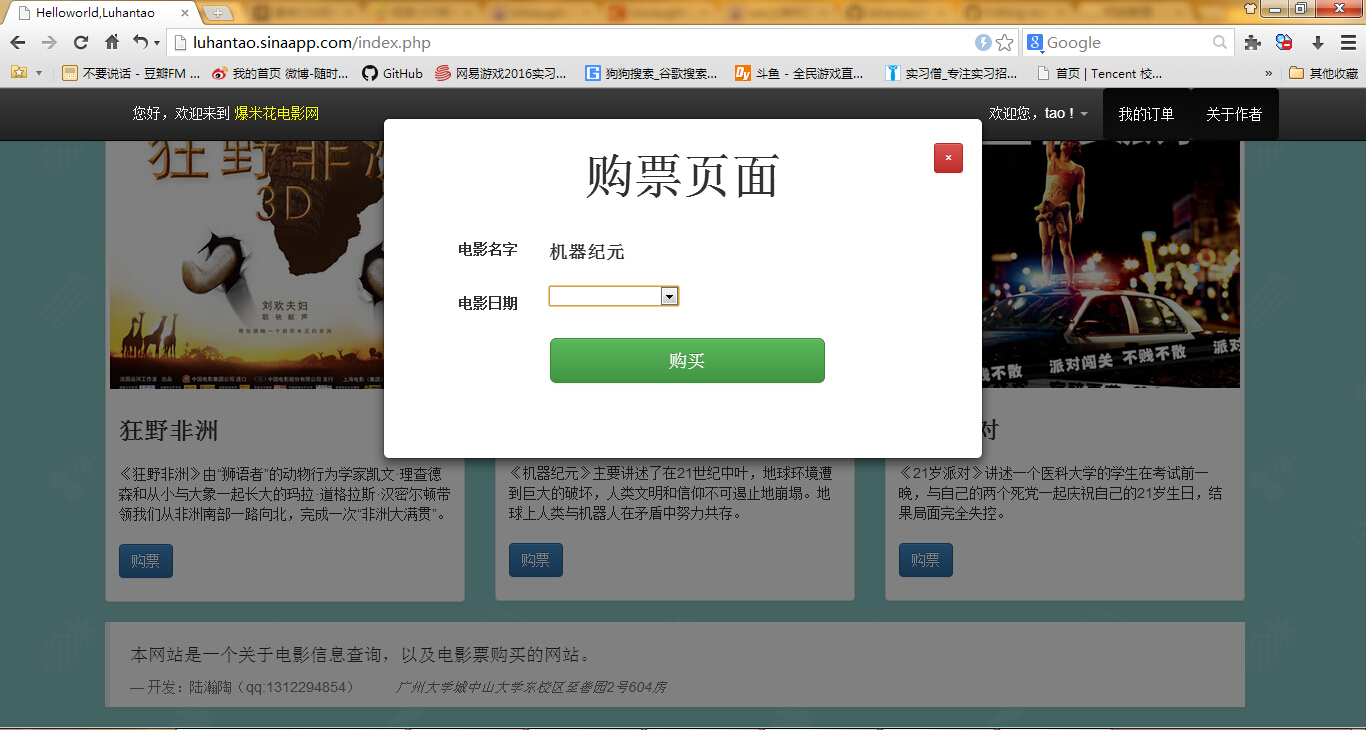 Helloworld,Luhantao
luhantao.sinaapp.com/index.php
Google
不要说话 - 豆瓣FM ...
我的首页 微博-随时...
GitHub
网易游戏2016实习...
狗狗搜索_谷歌搜索...
斗鱼 - 全民游戏直...
实习僧_专注实习招...
首页 | Tencent 校...
»
其他收藏
您好，欢迎来到 爆米花电影网
欢迎您，tao！
我的订单
关于作者
购票页面
×
电影名字
机器纪元
电影日期
购买
狂野非洲
3D
刘欢夫妇
联袂献声
派对闯关 不贱不散 派对
狂野非洲
《狂野非洲》由“狮语者”的动物行为学家凯文·理查德
森和从小与大象一起长大的玛拉·道格拉斯·汉密尔顿带
领我们从非洲南部一路向北，完成一次“非洲大满贯”。
购票
《机器纪元》主要讲述了在21世纪中叶，地球环境遭
到巨大的破坏，人类文明和信仰不可遏止地崩塌。地
球上人类与机器人在矛盾中努力共存。
购票
对
《21岁派对》讲述一个医科大学的学生在考试前一
晚，与自己的两个死党一起庆祝自己的21岁生日，结
果局面完全失控。
购票
本网站是一个关于电影信息查询，以及电影票购买的网站。
— 开发：陆瀚陶（qq:1312294854） 广州大学城中山大学东校区至善园2号604房